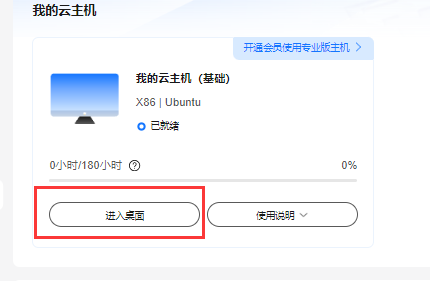 我的云主机
开通会员使用专业版主机
我的云主机（基础）
X86 | Ubuntu
已就绪
0小时/180小时 ? 0%
进入桌面 使用说明